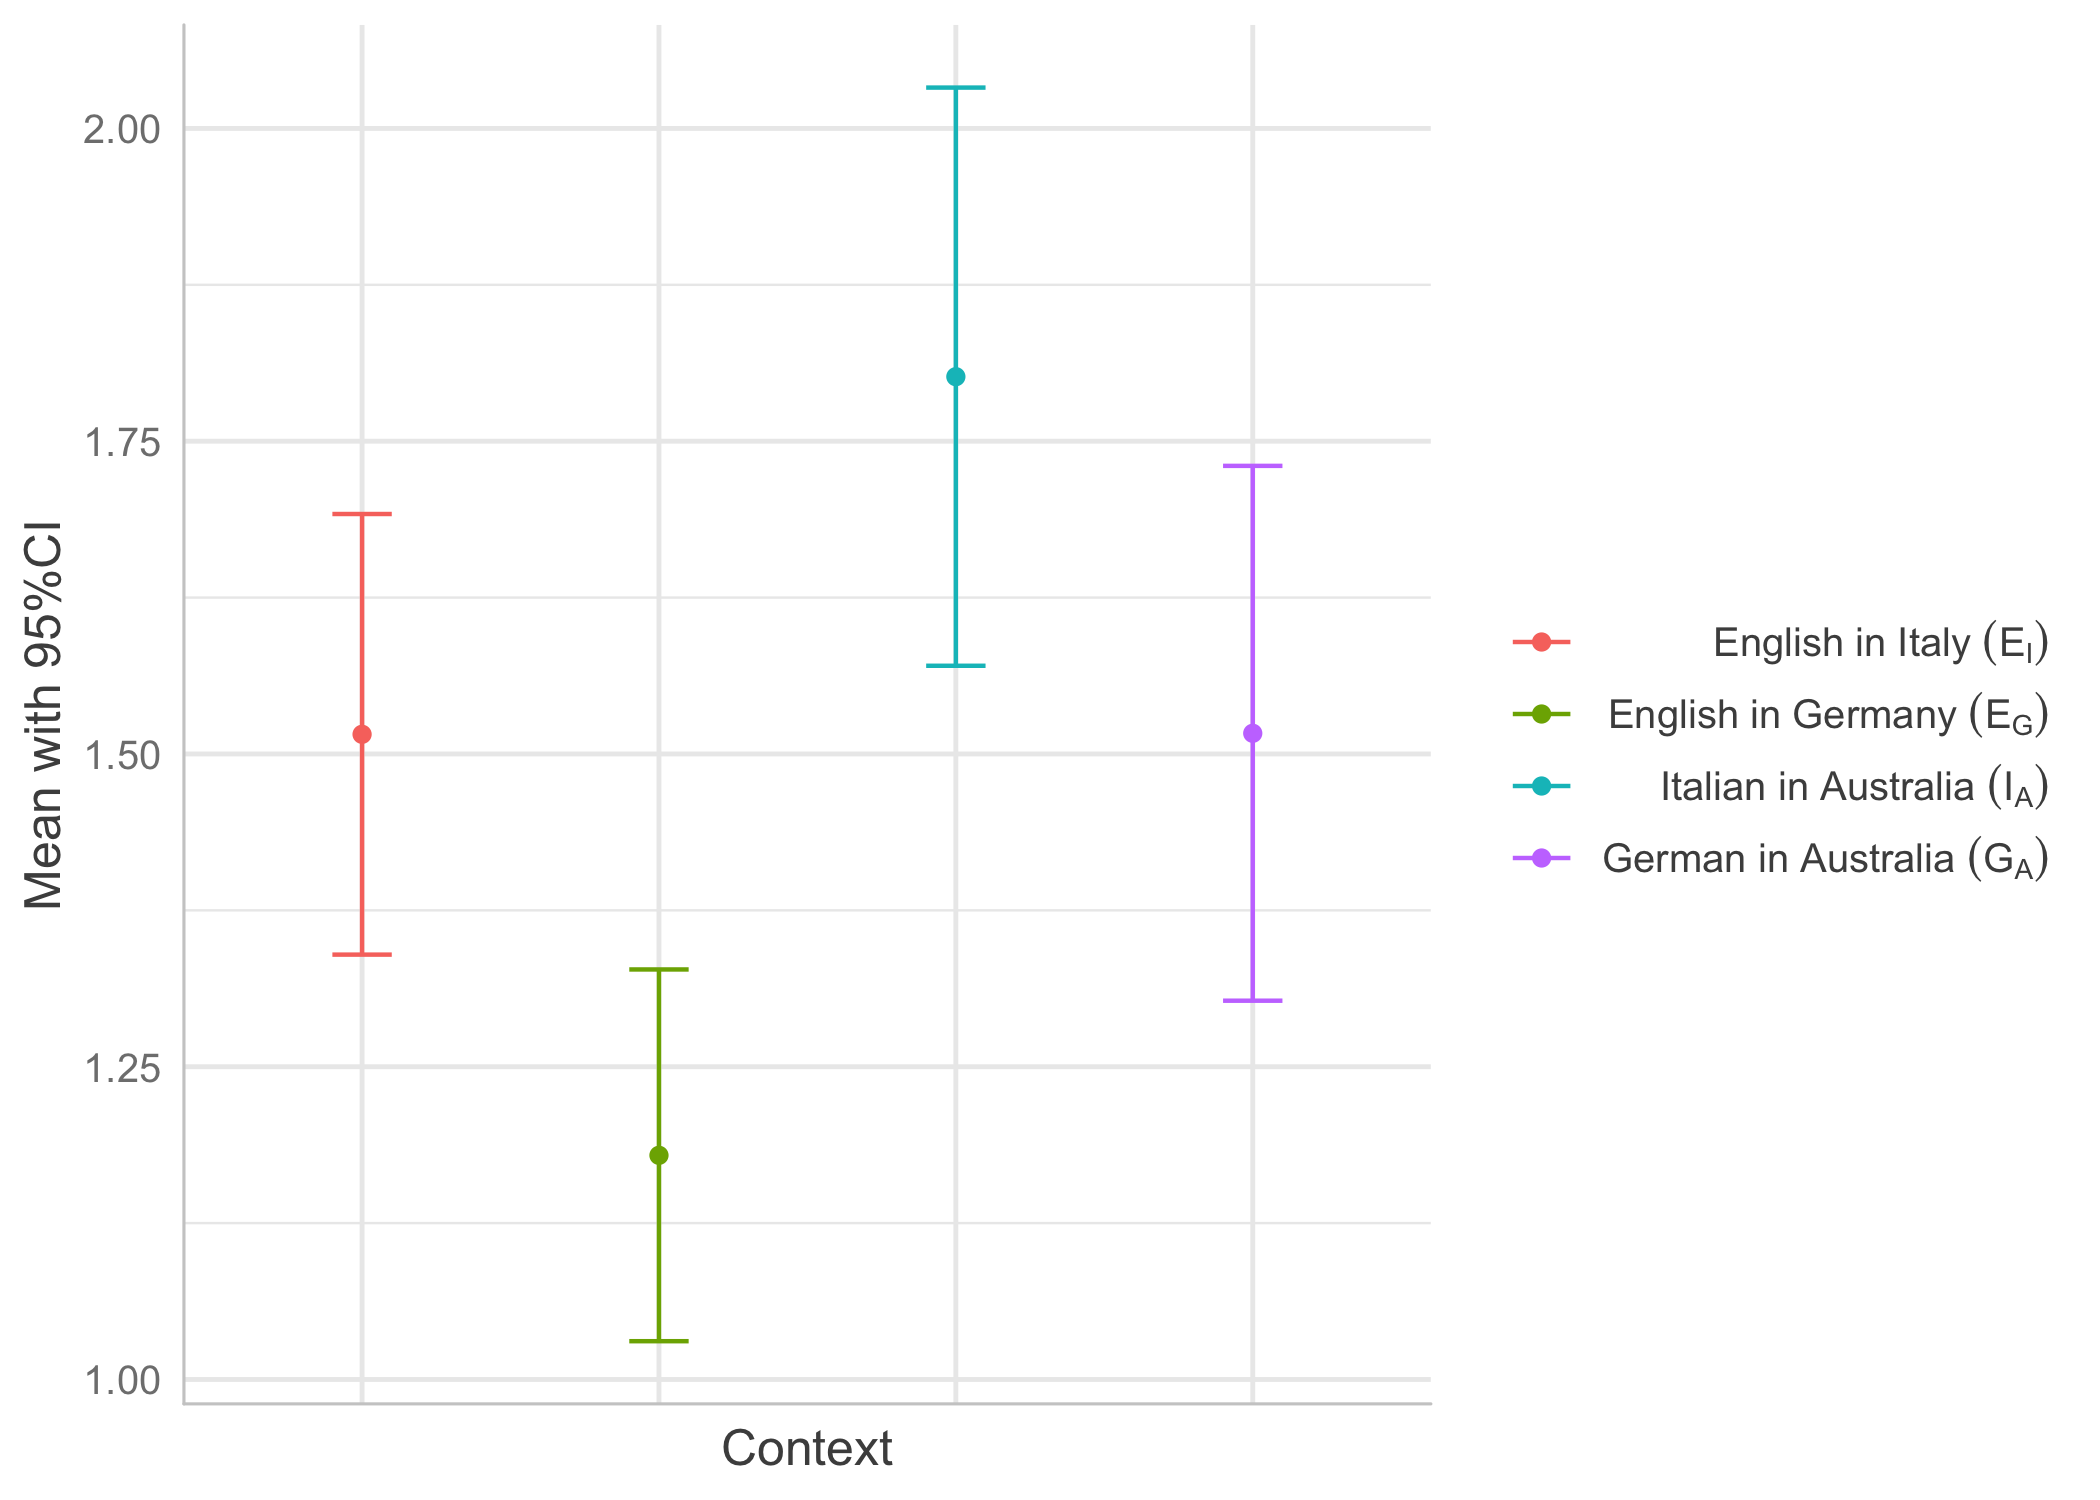 Mean with 95%CI
2.00
1.75
1.50
1.25
1.00
Context
English in Italy (E_I)
English in Germany (E_G)
Italian in Australia (I_A)
German in Australia (G_A)